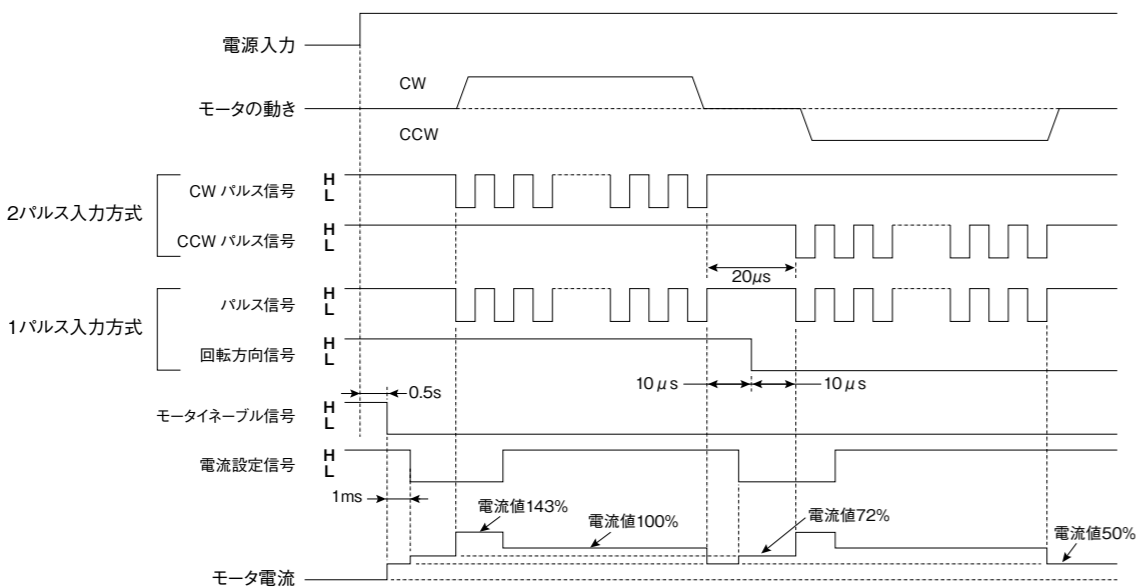 電源入力
CW
モータの動き
CCW
2パルス入力方式
CW パルス信号
H
L
CCW パルス信号
H
L
20μs
1パルス入力方式
パルス信号
H
L
回転方向信号
H
L
10μs
10μs
0.5s
モータイネーブル信号
H
L
電流設定信号
H
L
1ms
電流値143%
電流値100%
電流値72%
電流値50%
モータ電流